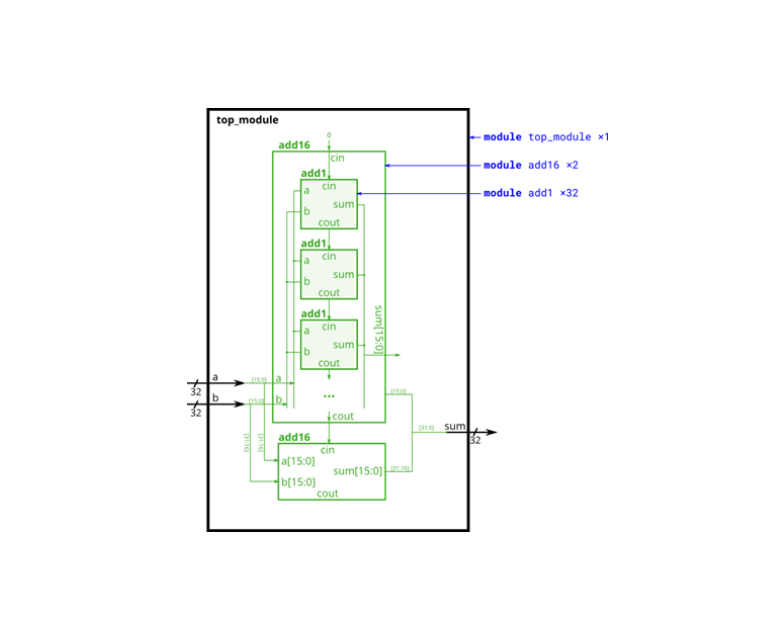 top_module
module top_module ×1
0
add16
cin
module add16 ×2
add1
cin
a
sum
module add1 ×32
b
cout
add1
cin
a
sum
b
cout
add1
cin
a
sum
b
cout
sum[15:0]
a
32
[15:0]
a
b
32
[15:0]
b
...
[15:0]
cout
[31:0]
sum
32
add16
cin
[31:16]
[31:16]
a[15:0]
sum[15:0]
[31:16]
b[15:0]
cout